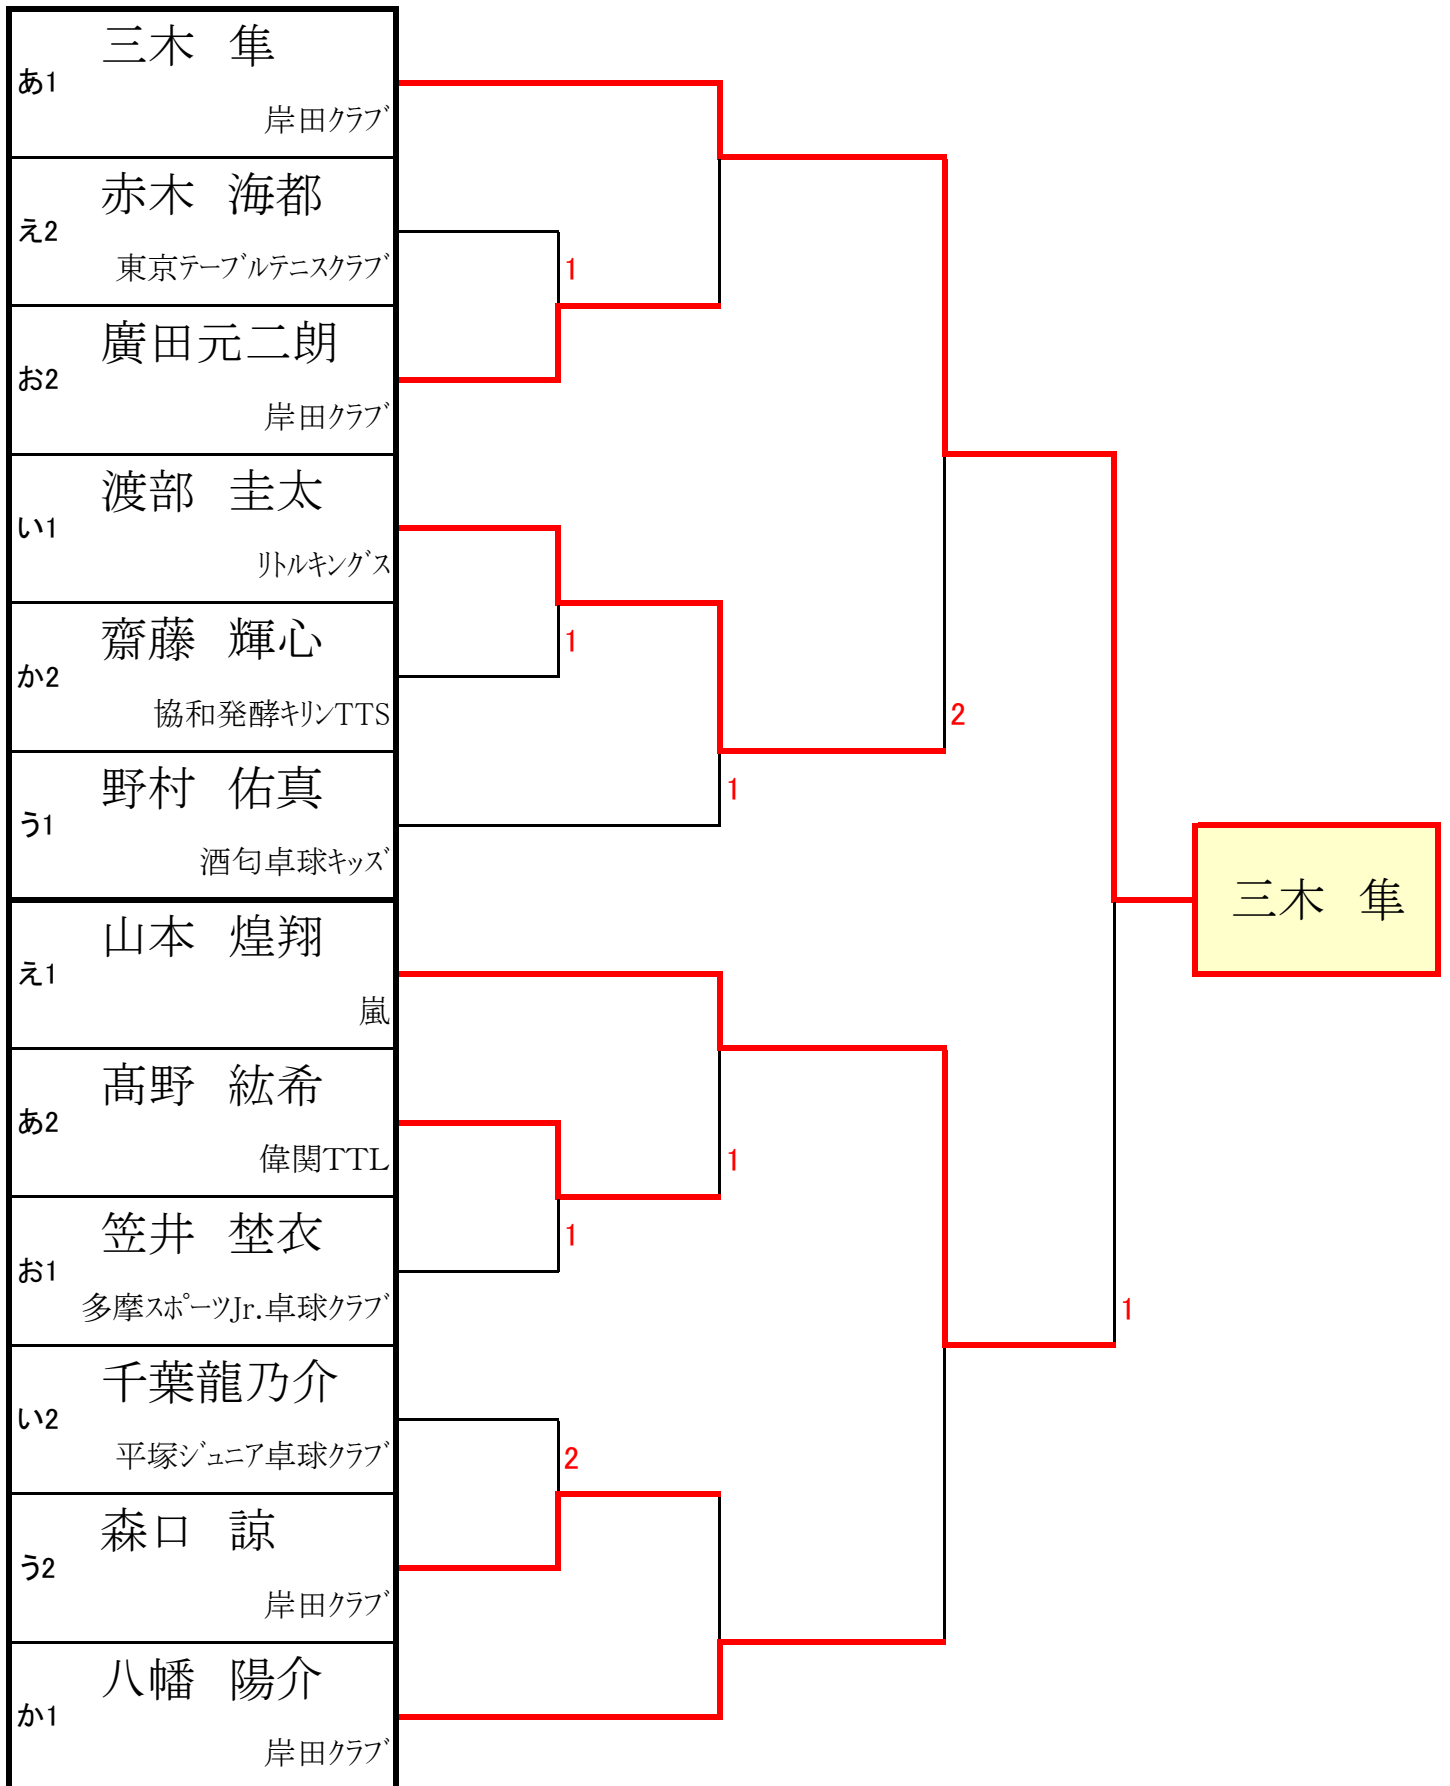 三木　隼
あ1
岸田ｸﾗﾌﾞ
赤木　海都
え2
東京ﾃｰﾌﾞﾙﾃﾆｽｸﾗﾌﾞ
1
廣田元二朗
お2
岸田ｸﾗﾌﾞ
渡部　圭太
い1
ﾘﾄﾙｷﾝｸﾞｽ
齋藤　輝心
1
か2
協和発酵ｷﾘﾝTTS
2
野村　佑真
1
う1
酒匂卓球ｷｯｽﾞ
三木　隼
山本　煌翔
え1
嵐
髙野　紘希
あ2
偉関TTL
1
笠井　埜衣
1
お1
多摩ｽﾎﾟｰﾂJr.卓球ｸﾗﾌﾞ
1
千葉龍乃介
い2
平塚ｼﾞｭﾆｱ卓球ｸﾗﾌﾞ
2
森口　諒
う2
岸田ｸﾗﾌﾞ
八幡　陽介
か1
岸田ｸﾗﾌﾞ